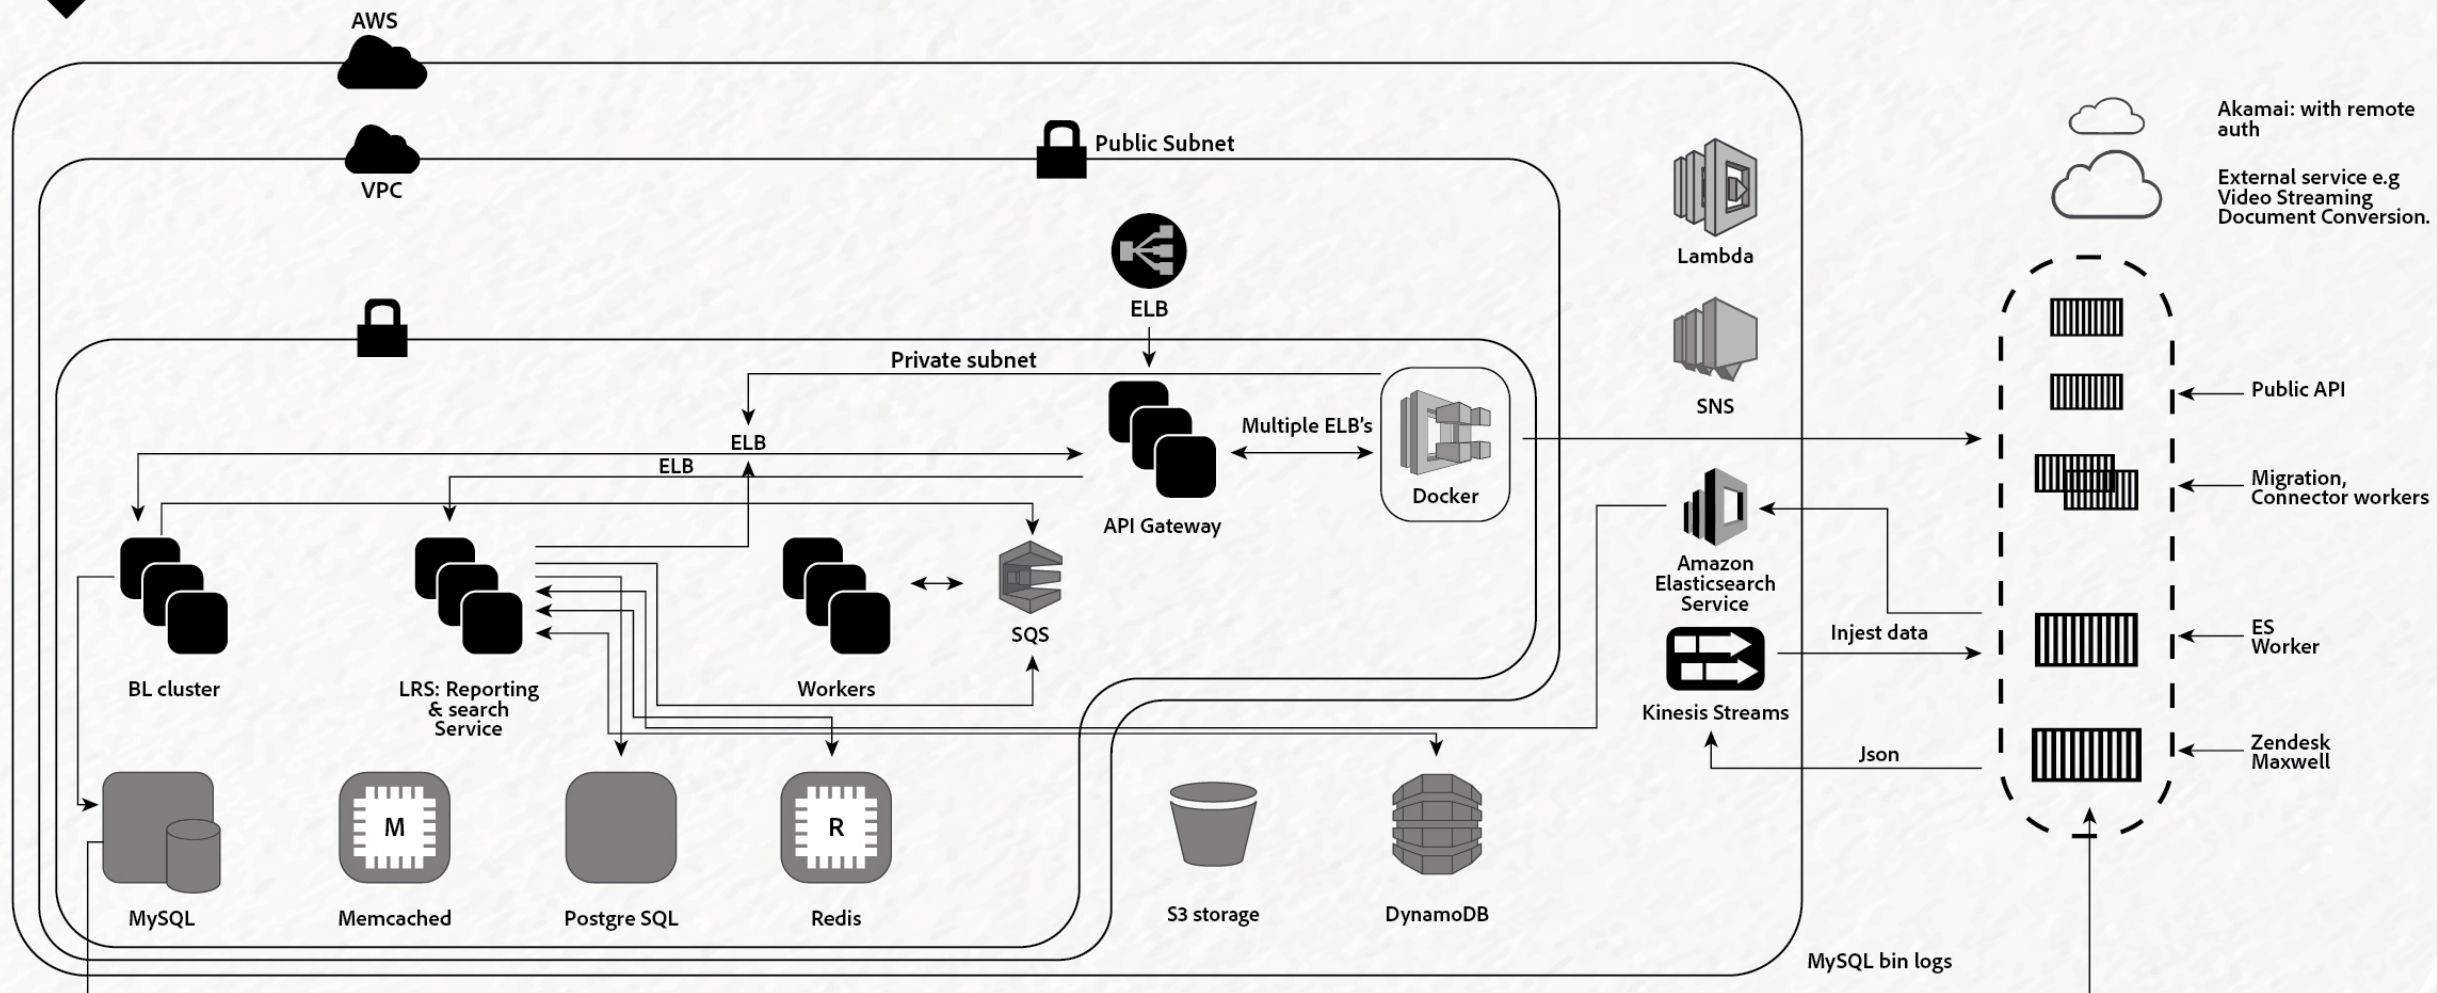 AWS
VPC
Public Subnet
ELB
Private subnet
ELB
ELB
Multiple ELB's
API Gateway
Docker
BL cluster
LRS: Reporting
& search
Service
Workers
SQS
MySQL
M
Memcached
Postgre SQL
R
Redis
S3 storage
DynamoDB
Lambda
SNS
Amazon
Elasticsearch
Service
Kinesis Streams
Injest data
Json
MySQL bin logs
Akamai: with remote
auth
External service e.g
Video Streaming
Document Conversion.
Public API
Migration,
Connector workers
ES
Worker
Zendesk
Maxwell